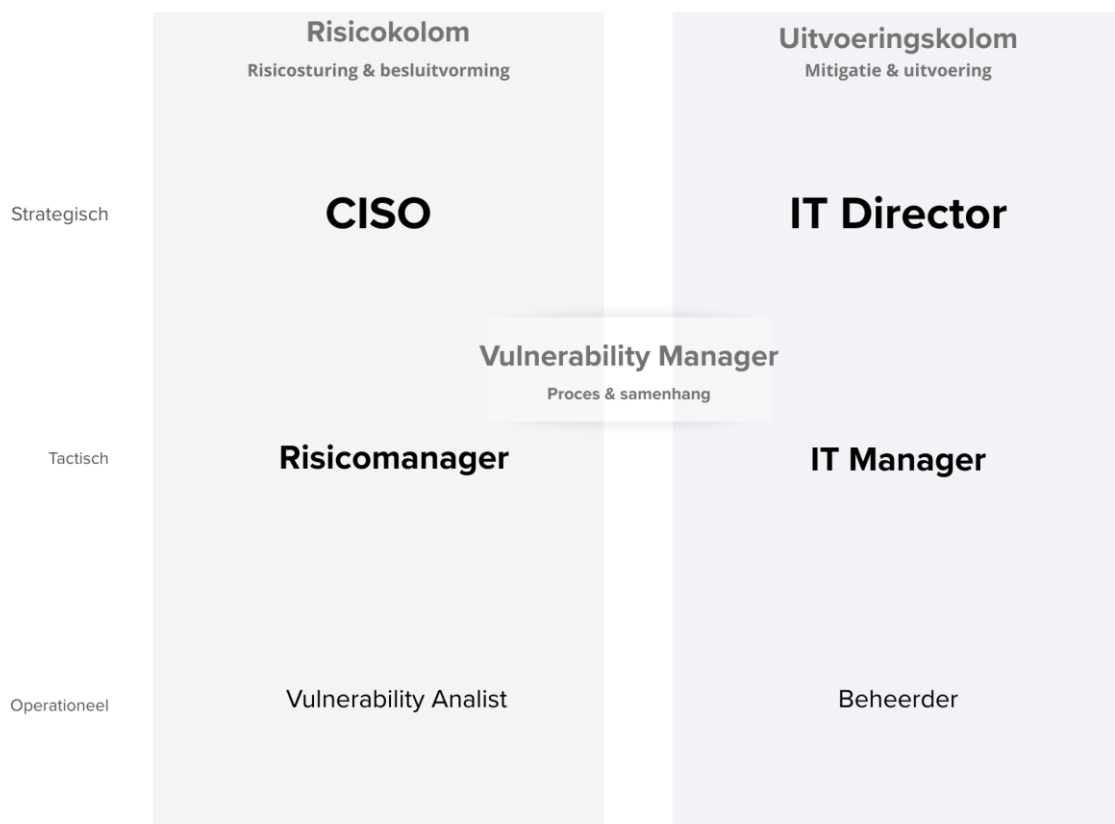 Risicokolom
Risicosturing & besluitvorming
Uitvoeringskolom
Mitigatie & uitvoering
Strategisch
CISO
IT Director
Vulnerability Manager
Proces & samenhang
Tactisch
Risicomanager
IT Manager
Operationeel
Vulnerability Analist
Beheerder